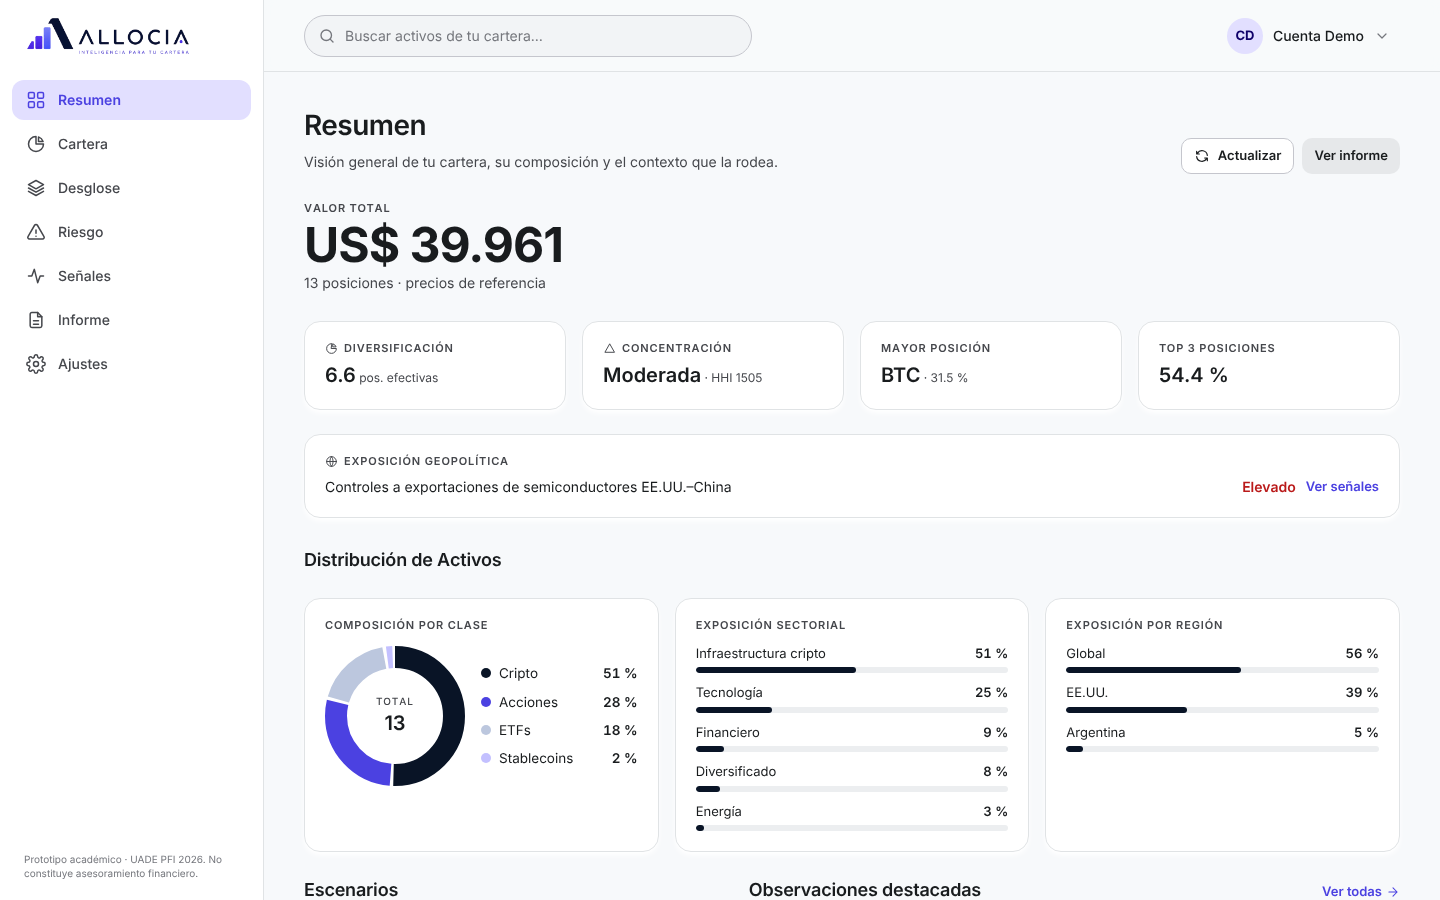 ALLOCIA
INTELIGENCIA PARA TU CARTERA
Resumen
Cartera
Desglose
Riesgo
Señales
Informe
Ajustes
Prototipo académico · UADE PFI 2026. No
constituye asesoramiento financiero.
Buscar activos de tu cartera...
CD Cuenta Demo
Resumen
Visión general de tu cartera, su composición y el contexto que la rodea.
Actualizar
Ver informe
VALOR TOTAL
US$ 39.961
13 posiciones · precios de referencia
DIVERSIFICACIÓN
6.6 pos. efectivas
CONCENTRACIÓN
Moderada · HHI 1505
MAYOR POSICIÓN
BTC · 31.5 %
TOP 3 POSICIONES
54.4 %
EXPOSICIÓN GEOPOLÍTICA
Controles a exportaciones de semiconductores EE.UU.–China
Elevado Ver señales
Distribución de Activos
COMPOSICIÓN POR CLASE
TOTAL
13
Cripto 51 %
Acciones 28 %
ETFs 18 %
Stablecoins 2 %
EXPOSICIÓN SECTORIAL
Infraestructura cripto 51 %
Tecnología 25 %
Financiero 9 %
Diversificado 8 %
Energía 3 %
EXPOSICIÓN POR REGIÓN
Global 56 %
EE.UU. 39 %
Argentina 5 %
Escenarios
Observaciones destacadas
Ver todas →